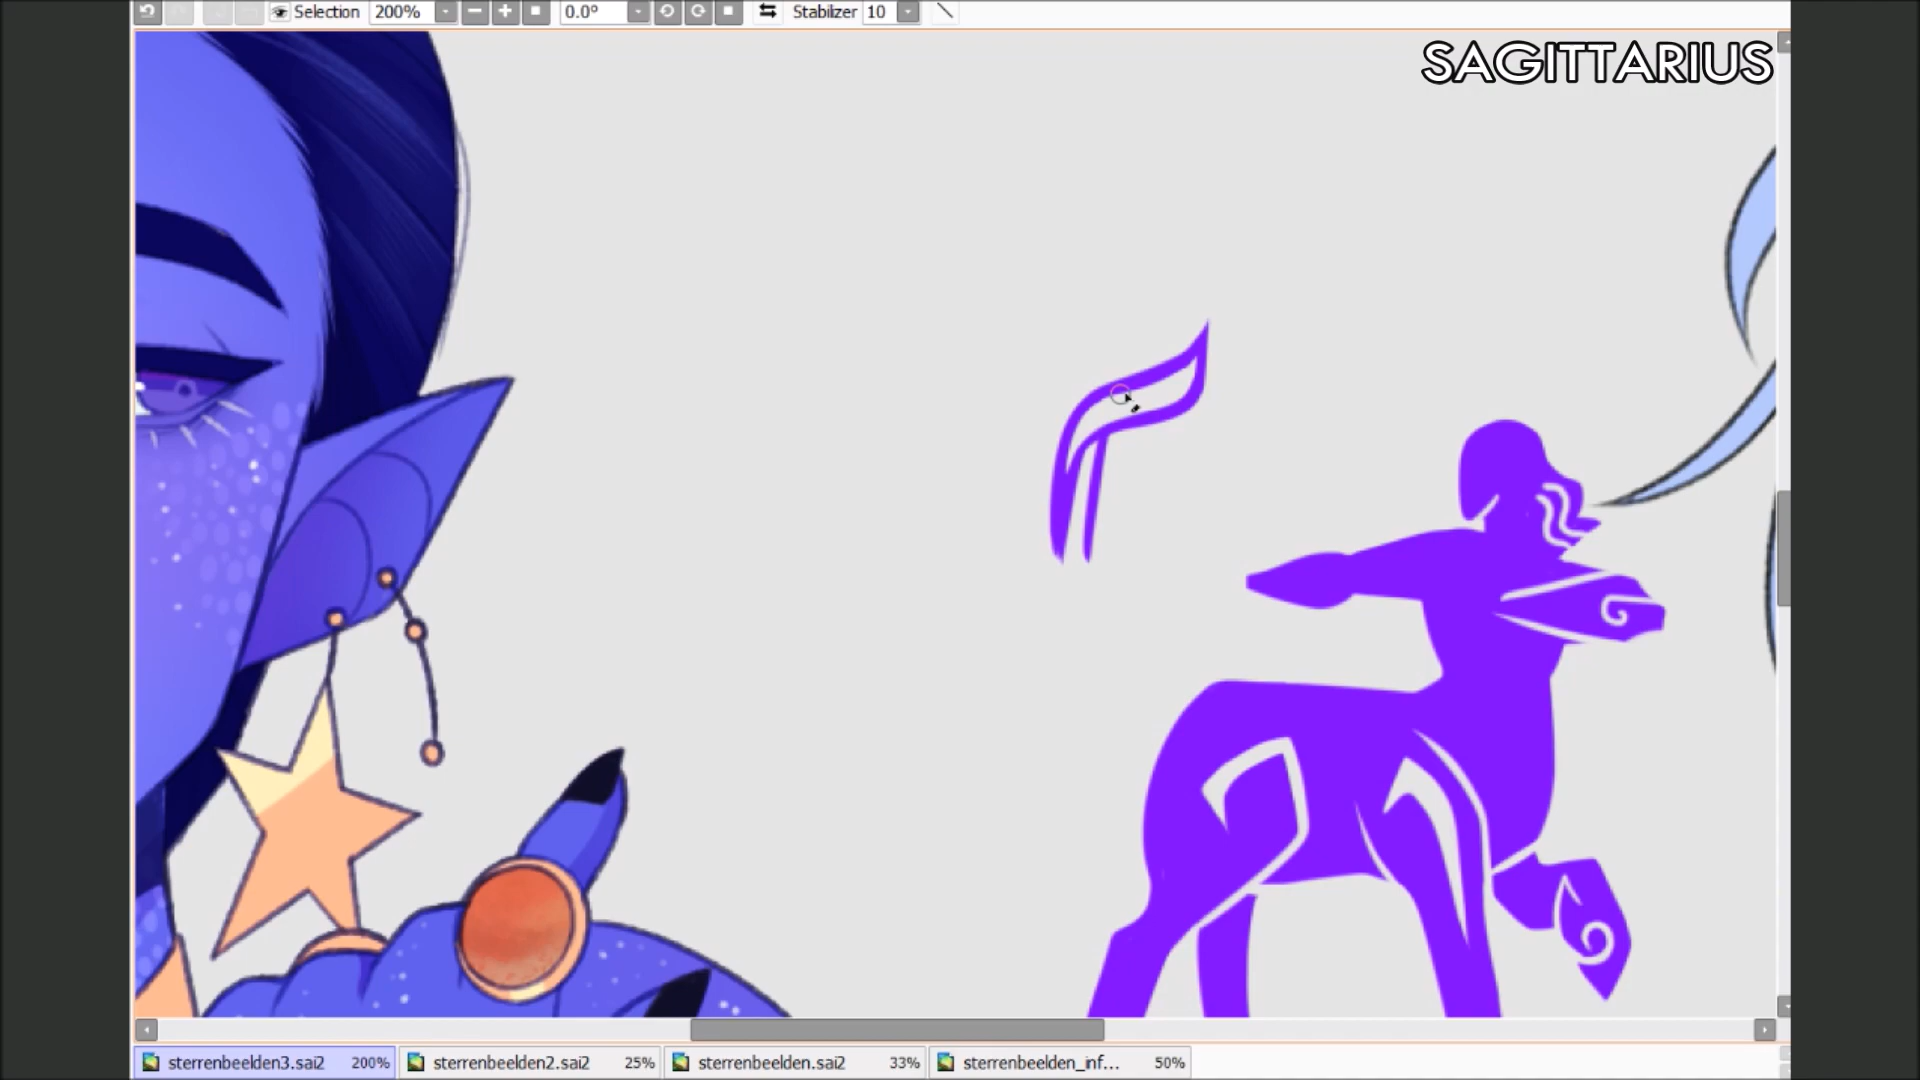 Selection 200% 0.0° Stabilizer 10
SAGITTARIUS
sterrenbeelden3.sai2 200% sterrenbeelden2.sai2 25% sterrenbeelden.sai2 33% sterrenbeelden_inf... 50%